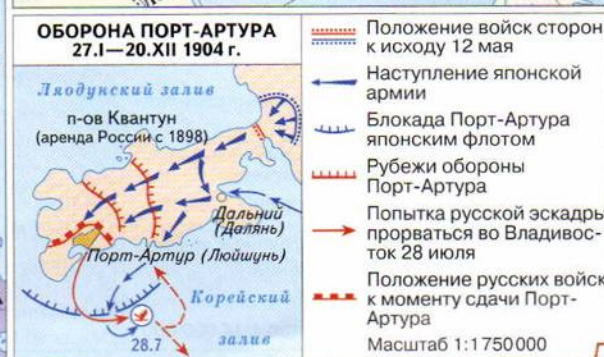 ОБОРОНА ПОРТ-АРТУРА
27.I—20.XII 1904 г.
Ляодунский залив
п-ов Квантун
(аренда России с 1898)
Дальний
(Далянь)
Порт-Артур (Люйшунь)
Корейский
залив
28.7
Положение войск сторон
к исходу 12 мая
Наступление японской
армии
Блокада Порт-Артура
японским флотом
Рубежи обороны
Порт-Артура
Попытка русской эскадры
прорваться во Владивос-
ток 28 июля
Положение русских войск
к моменту сдачи Порт-
Артура
Масштаб 1:1750000